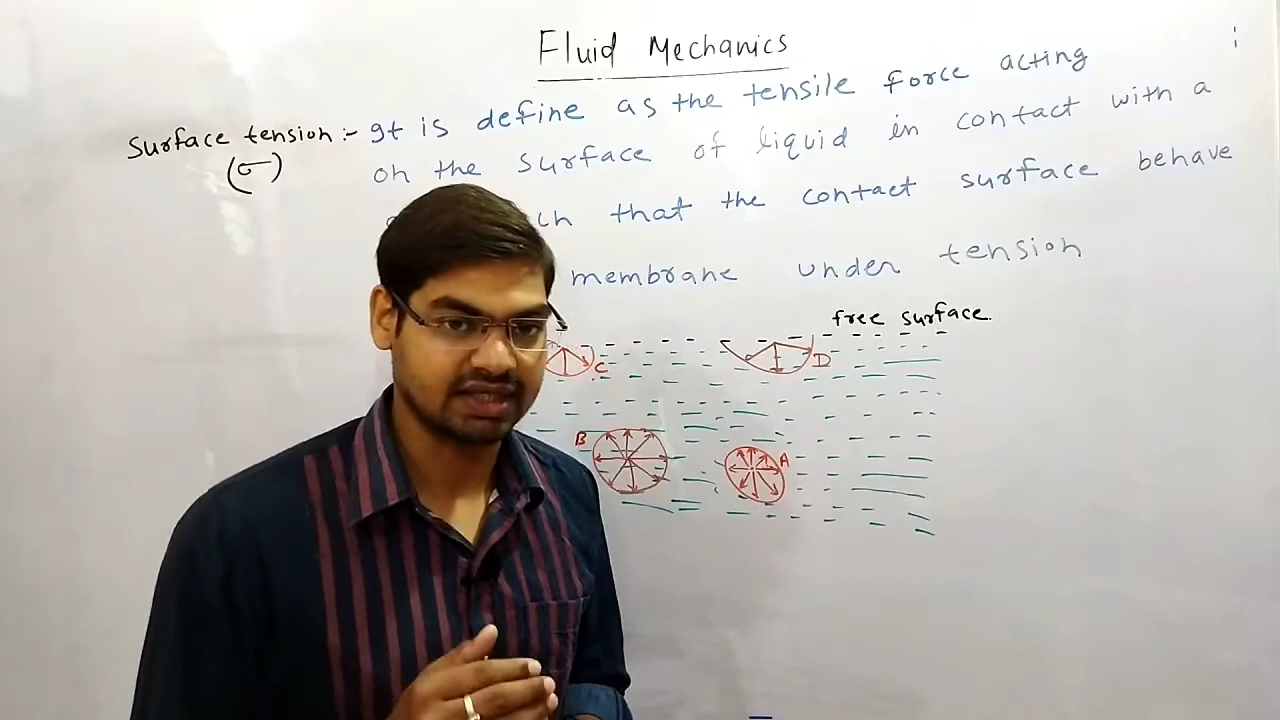 Fluid Mechanics
Surface tension :- It is define as the tensile force acting
(σ) on the surface of liquid in contact with a
ch that the contact surface behave
membrane under tension
free surface.
C D
B A